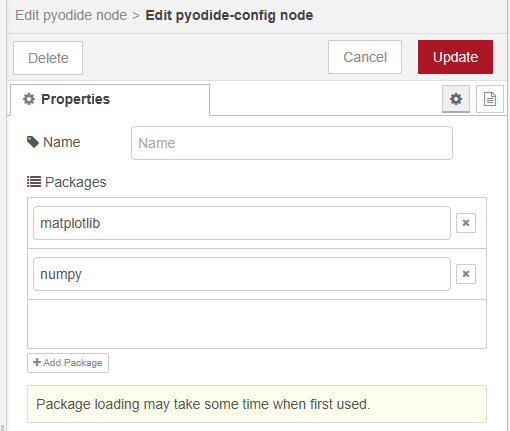 Edit pyodide node > Edit pyodide-config node
Delete
Cancel
Update
Properties
Name
Name
Packages
matplotlib
numpy
Add Package
Package loading may take some time when first used.